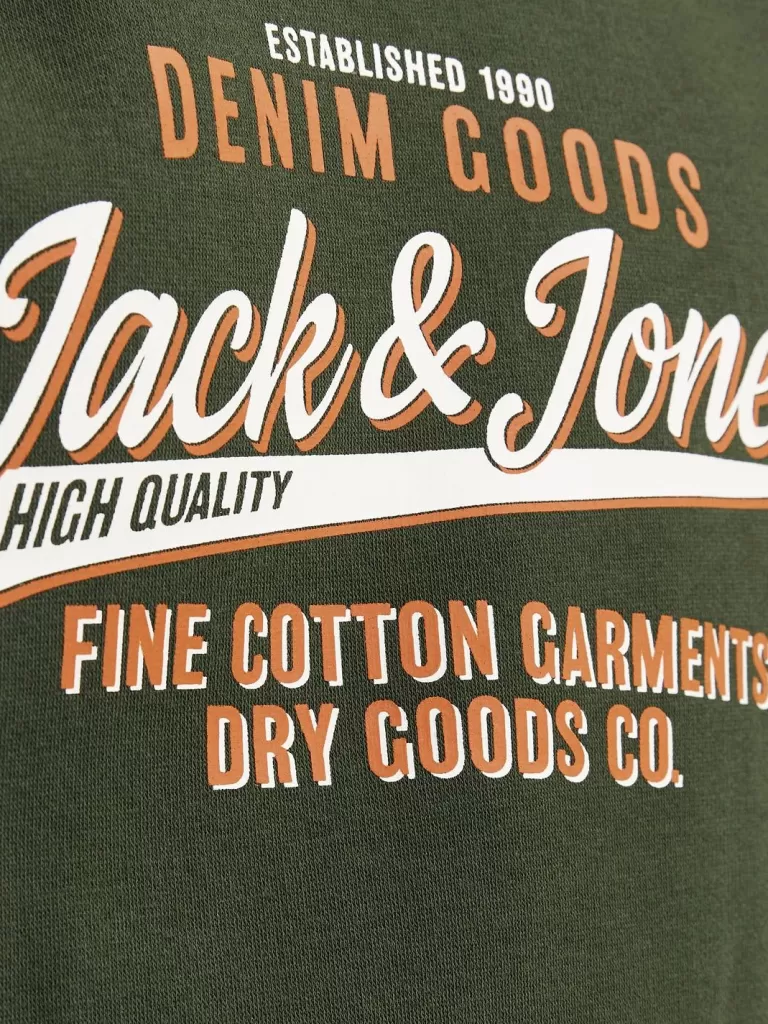 ESTABLISHED 1990
DENIM GOODS
Jack & Jone
HIGH QUALITY
FINE COTTON GARMENTS
DRY GOODS CO.